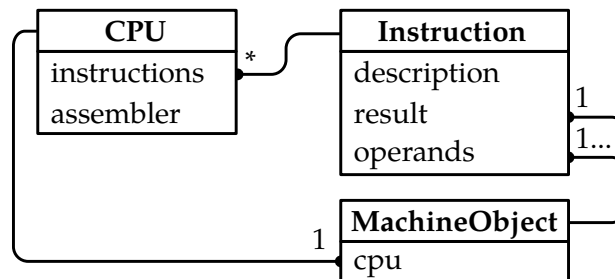 CPU
instructions
assembler
*
Instruction
description
result
operands
1
1...
MachineObject
cpu
1